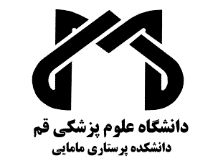 دانشگاه علوم پزشکی قم
دانشکده پرستاری مامایی